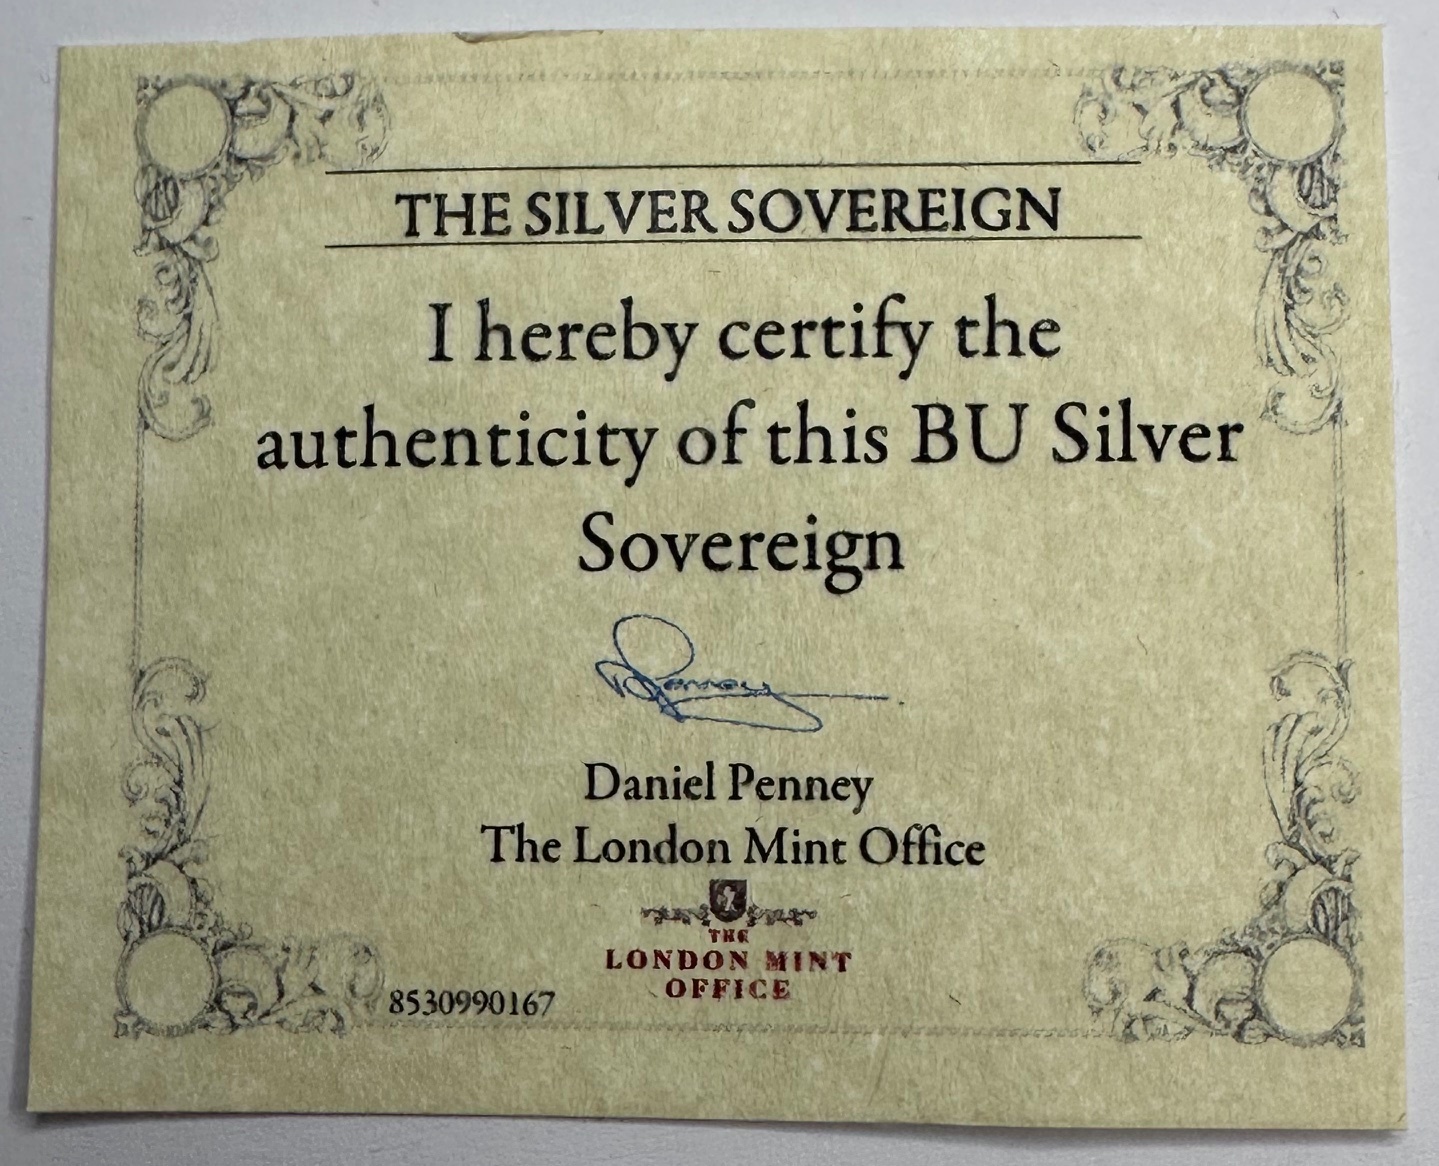 THE SILVER SOVEREIGN
I hereby certify the
authenticity of this BU Silver
Sovereign
Daniel Penney
The London Mint Office
THE
LONDON MINT
OFFICE
8530990167